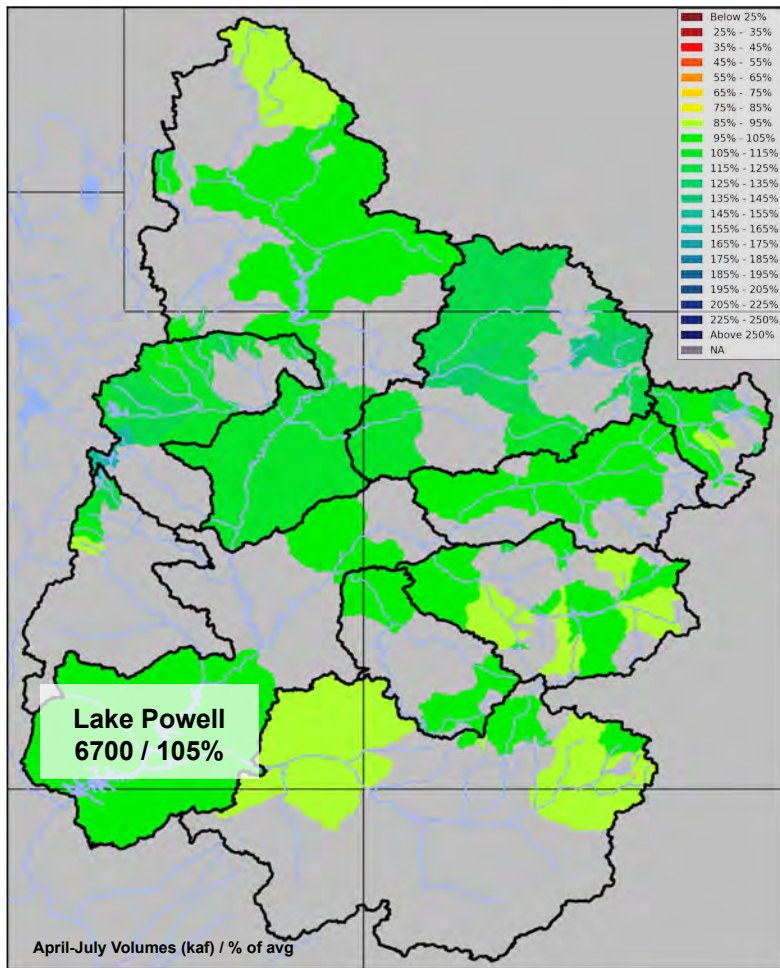 Below 25%
25% - 35%
35% - 45%
45% - 55%
55% - 65%
65% - 75%
75% - 85%
85% - 95%
95% - 105%
105% - 115%
115% - 125%
125% - 135%
135% - 145%
145% - 155%
155% - 165%
165% - 175%
175% - 185%
185% - 195%
195% - 205%
205% - 225%
225% - 250%
Above 250%
NA
Lake Powell
6700 / 105%
April-July Volumes (kaf) / % of avg